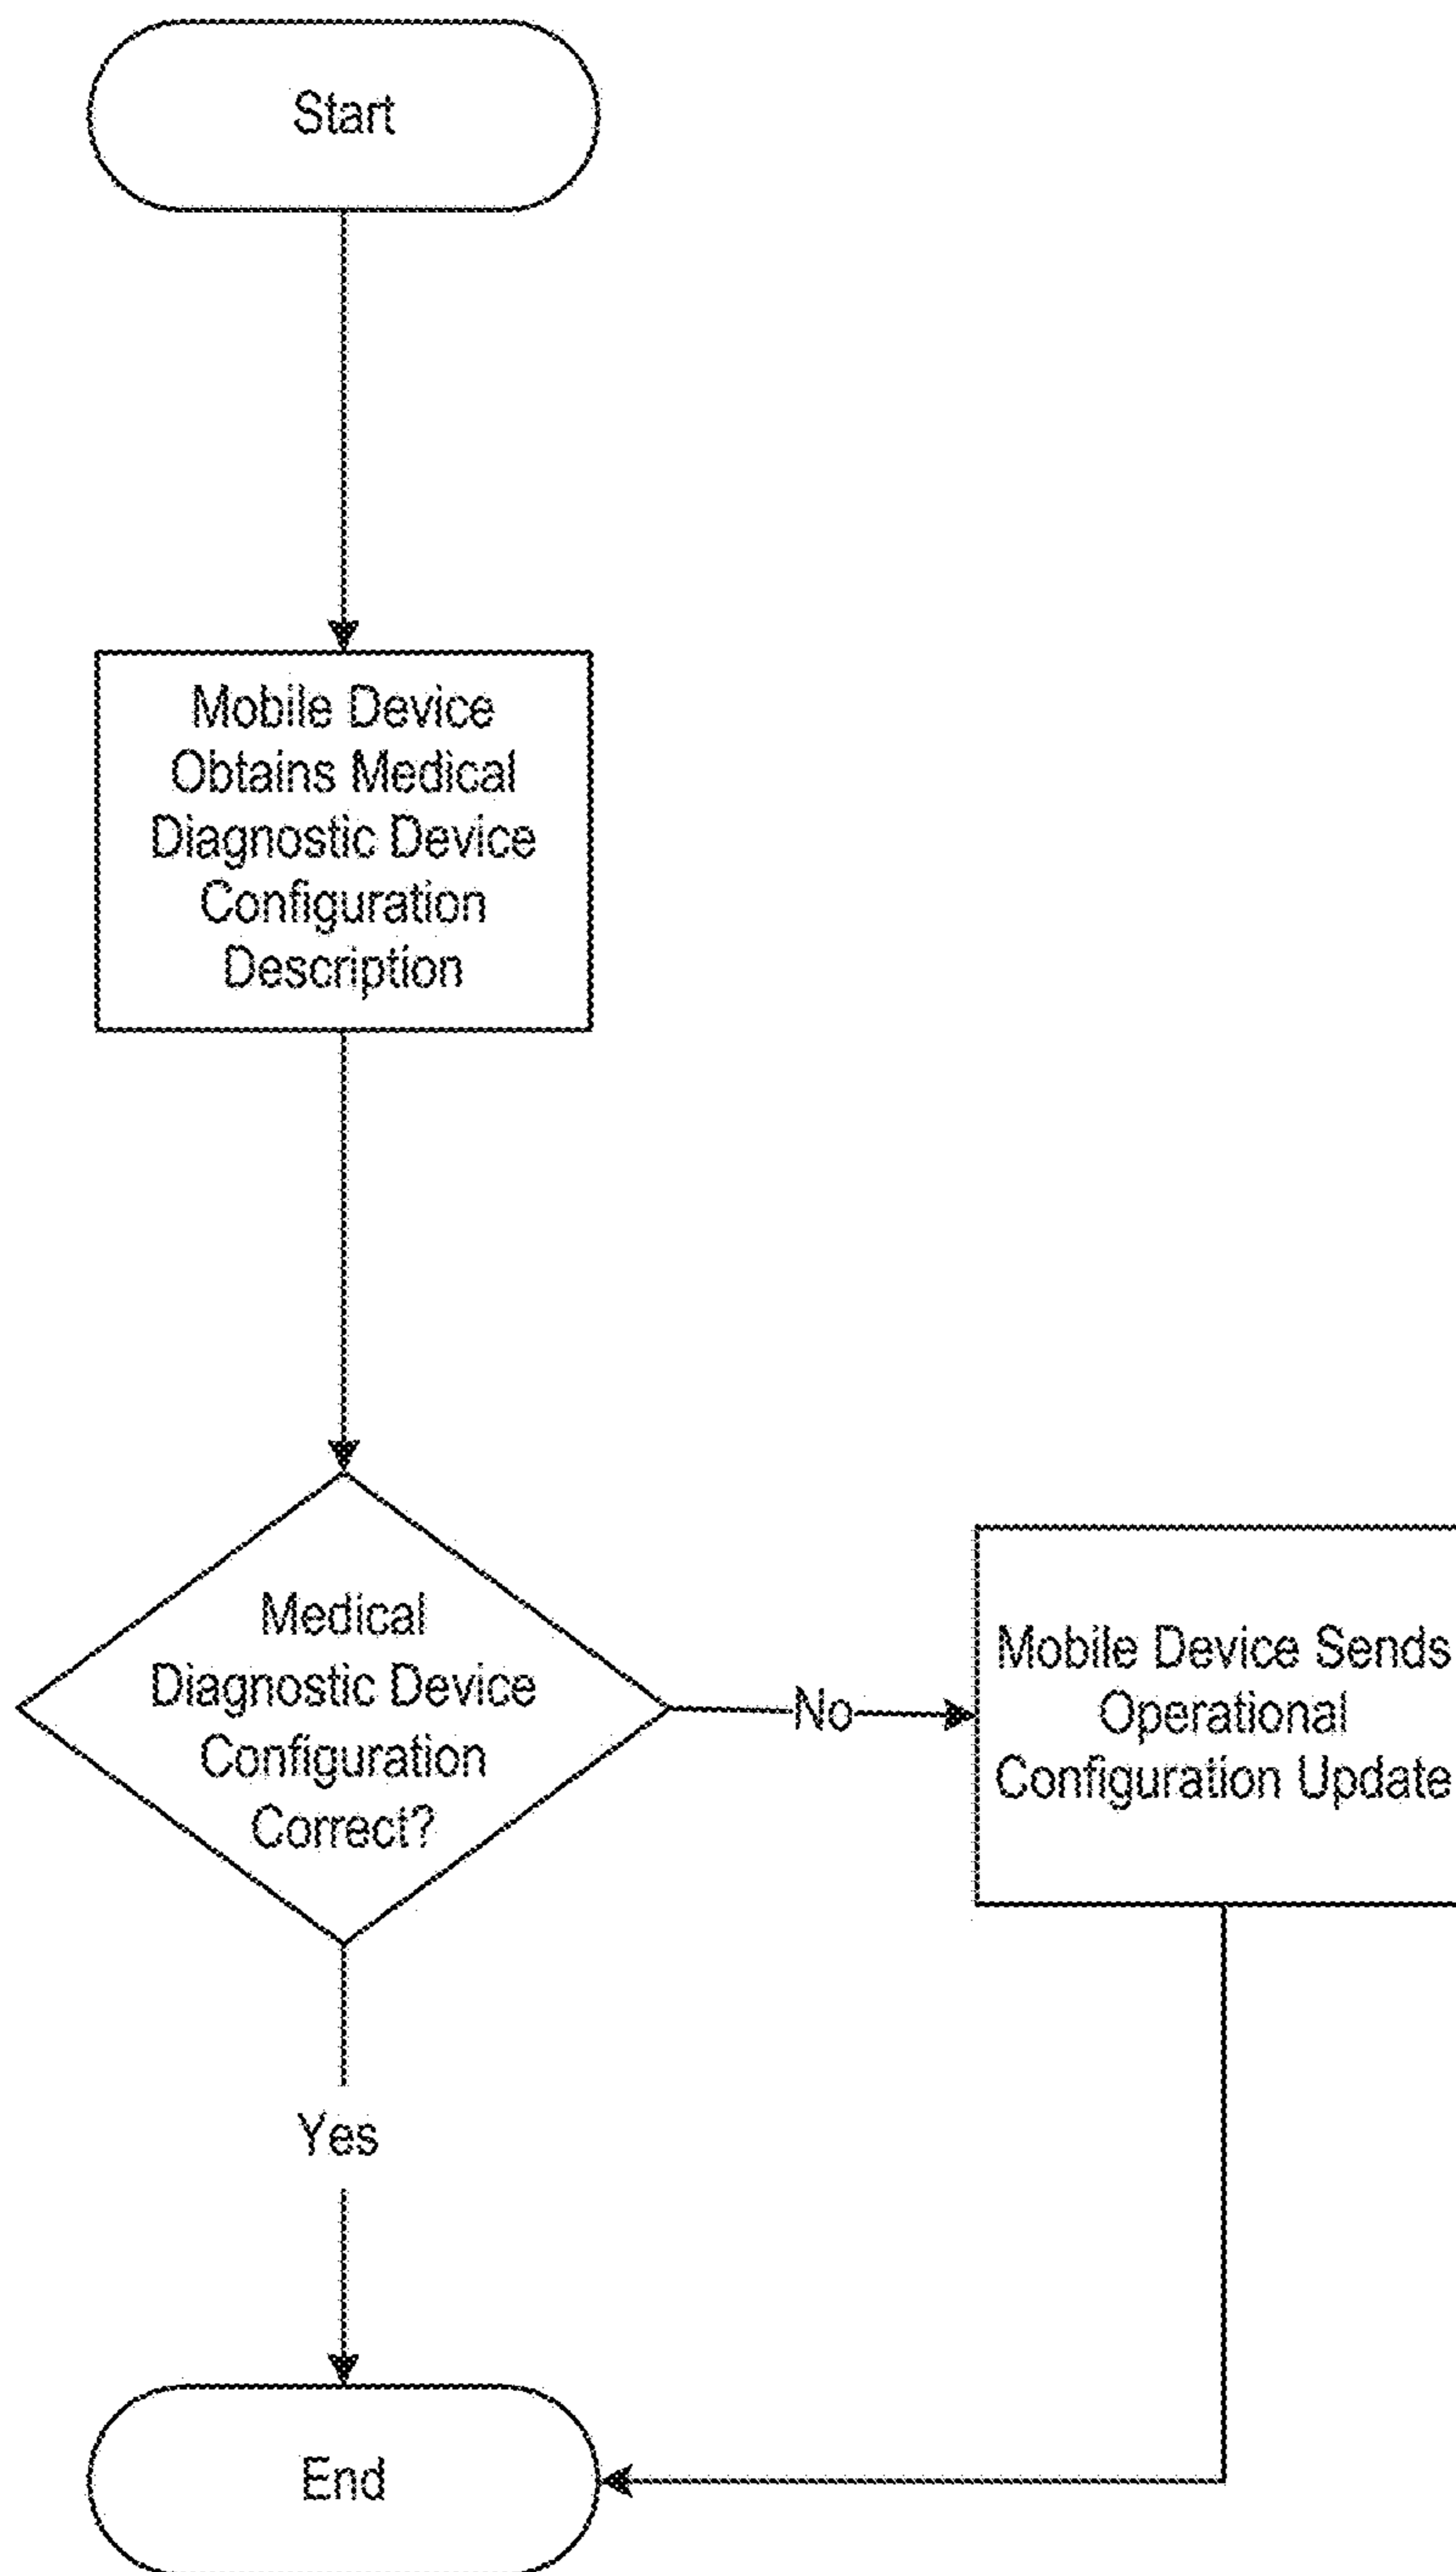 Start
Mobile Device
Obtains Medical
Diagnostic Device
Configuration
Description
Medical
Diagnostic Device
Configuration
Correct?
No
Mobile Device Sends
Operational
Configuration Update
Yes
End